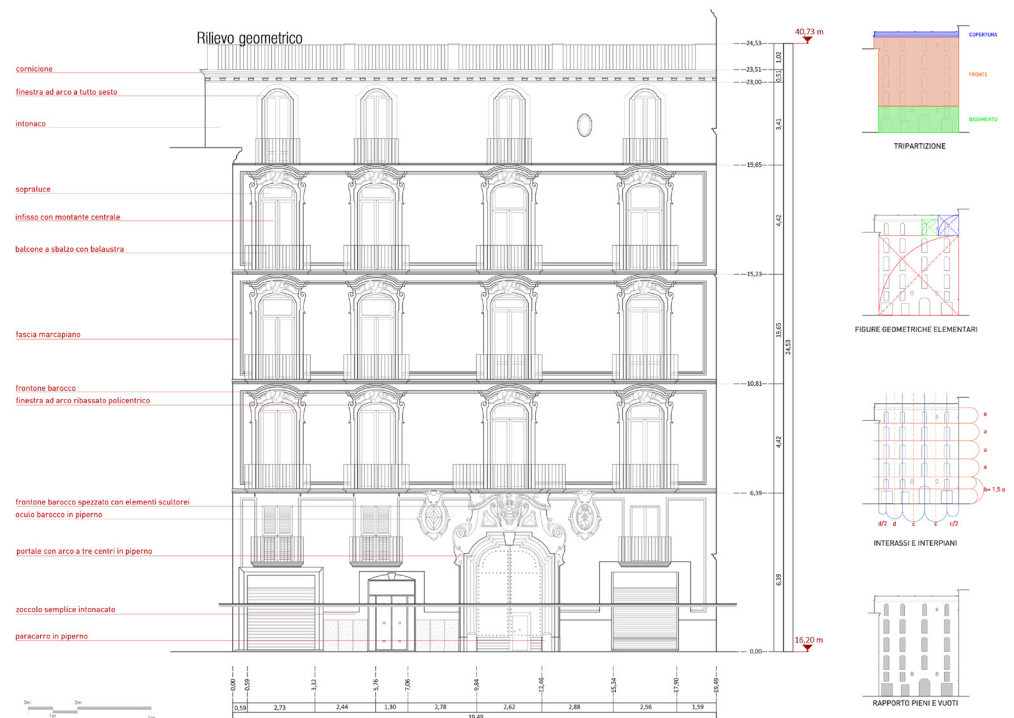 Rilievo geometrico
cornicione
finestra ad arco a tutto sesto
intonaco
sopraluce
infisso con montante centrale
balcone a sbalzo con balaustra
fascia marcapiano
frontone barocco
finestra ad arco ribassato policentrico
frontone barocco spezzato con elementi scultorei
oculo barocco in piperno
portale con arco a tre centri in piperno
zoccolo semplice intonacato
paracarro in piperno
40,73 m
24,53
23,51
23,00
19,65
15,23
10,81
6,39
0,00
1,02
0,51
3,41
4,42
19,65
4,42
6,39
24,53
16,20 m
0,00
0,59
3,32
5,76
7,06
9,84
12,46
15,34
17,90
19,49
0,59
2,73
2,44
1,30
2,78
2,62
2,88
2,56
1,59
19,49
0m
1m
2m
COPERTURA
FRONTE
BASAMENTO
TRIPARTIZIONE
FIGURE GEOMETRICHE ELEMENTARI
a
a
a
b= 1,5 a
d/2 d c c c/2
INTERASSI E INTERPIANI
RAPPORTO PIENI E VUOTI